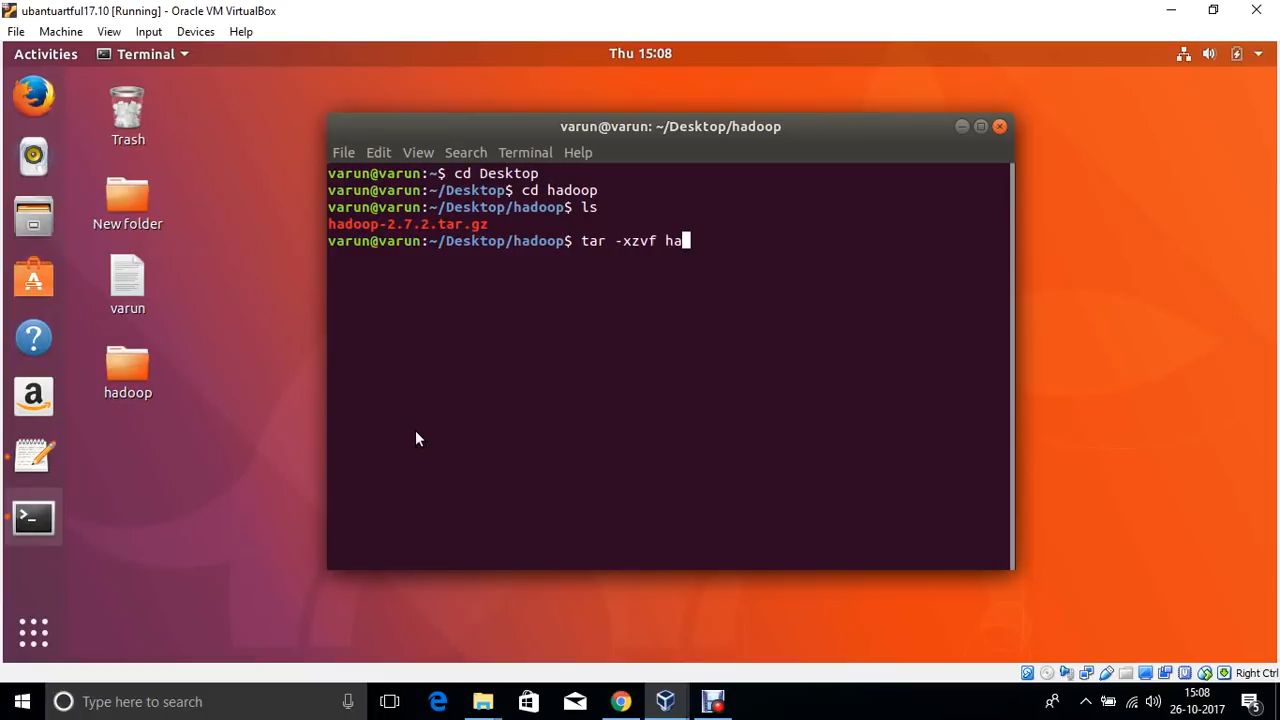 ubantuartful17.10 [Running] - Oracle VM VirtualBox
File Machine View Input Devices Help
Activities Terminal Thu 15:08
Trash
New folder
varun
hadoop
varun@varun: ~/Desktop/hadoop
File Edit View Search Terminal Help
varun@varun:~$ cd Desktop
varun@varun:~/Desktop$ cd hadoop
varun@varun:~/Desktop/hadoop$ ls
hadoop-2.7.2.tar.gz
varun@varun:~/Desktop/hadoop$ tar -xzvf ha
Right Ctrl
Type here to search
15:08
26-10-2017
5